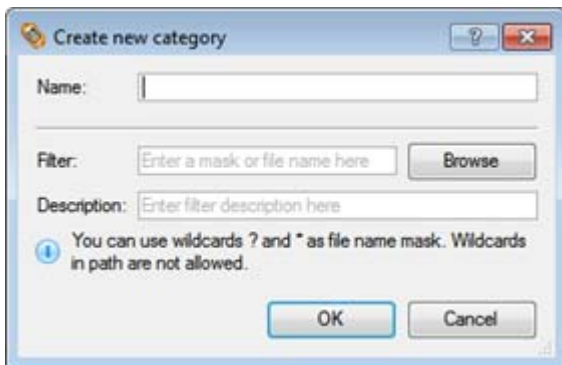 Create new category
Name:
Filter: Enter a mask or file name here Browse
Description: Enter filter description here
You can use wildcards ? and * as file name mask. Wildcards
in path are not allowed.
OK Cancel